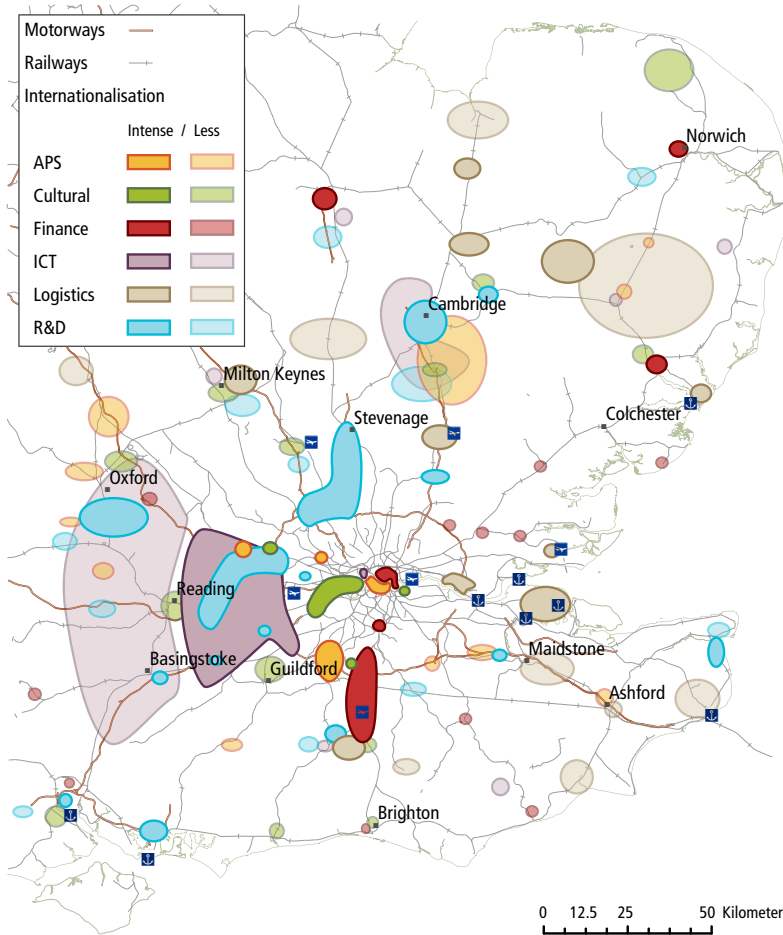 Motorways
Railways
Internationalisation
Intense / Less
APS
Cultural
Finance
ICT
Logistics
R&D
Norwich
Cambridge
Milton Keynes
Stevenage
Colchester
Oxford
Reading
Basingstoke
Guildford
Maidstone
Ashford
Brighton
0 12.5 25 50 Kilometer